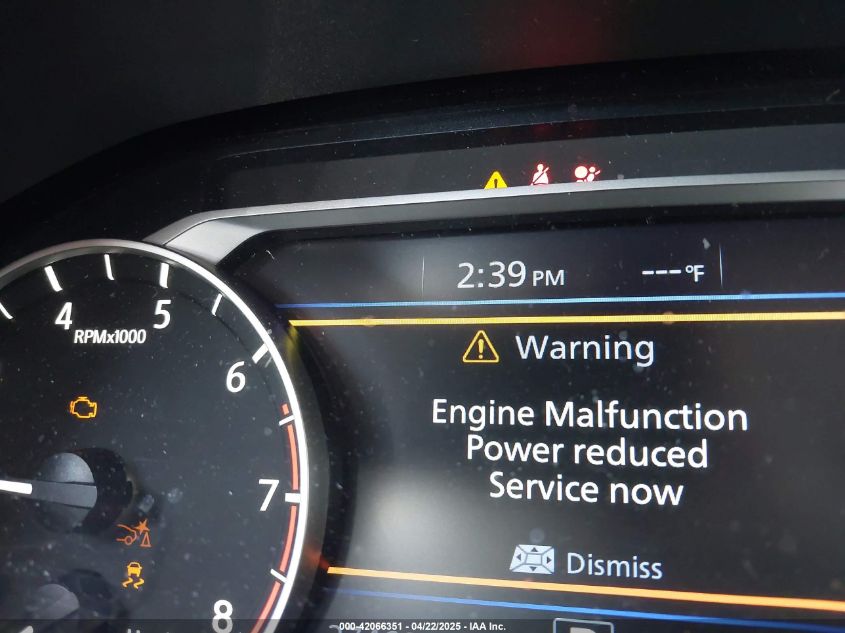 2:39 PM ---°F
4 5
RPMx1000
6
7
8
Warning
Engine Malfunction
Power reduced
Service now
Dismiss
000-42066351 - 04/22/2025 - IAA Inc.